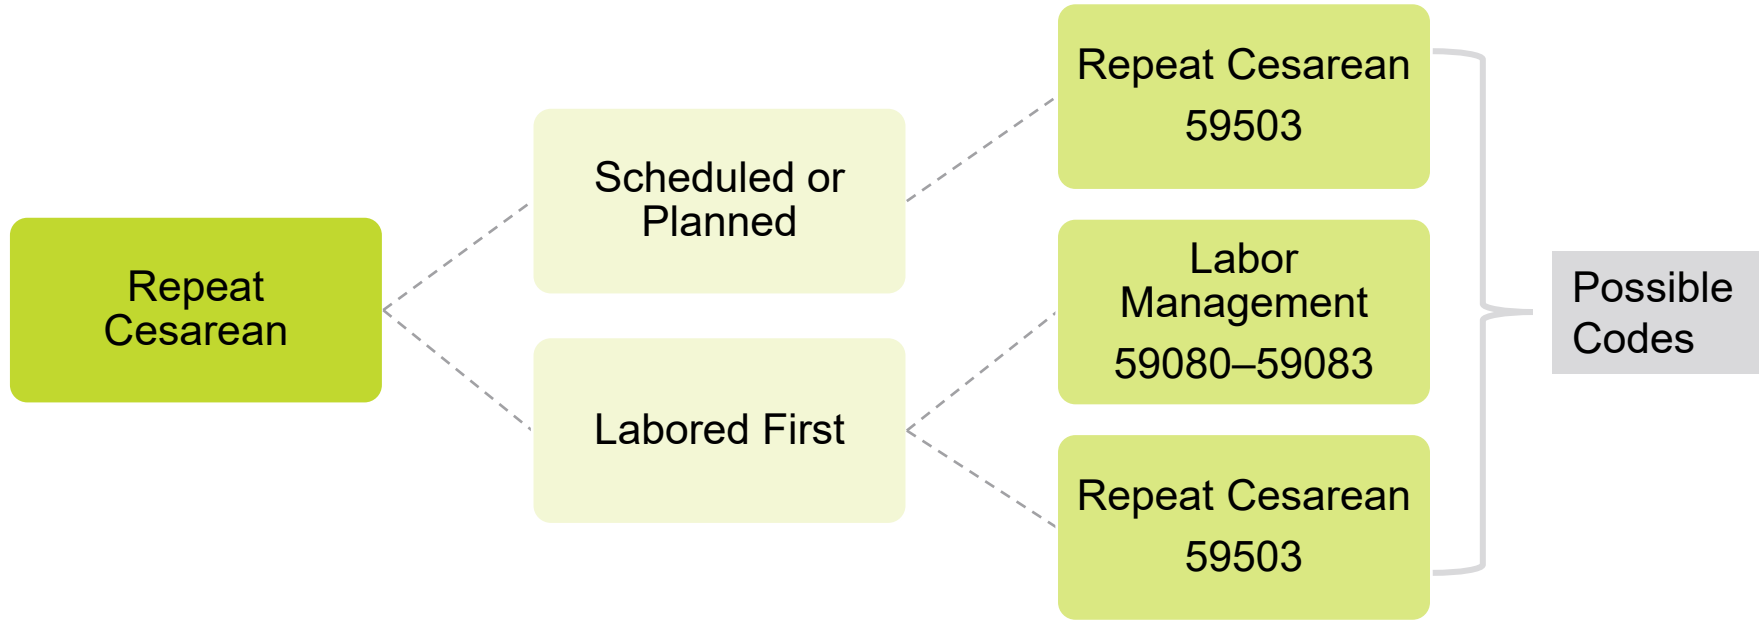 Repeat
Cesarean
Scheduled or
Planned
Labored First
Repeat Cesarean
59503
Labor
Management
59080–59083
Repeat Cesarean
59503
Possible
Codes